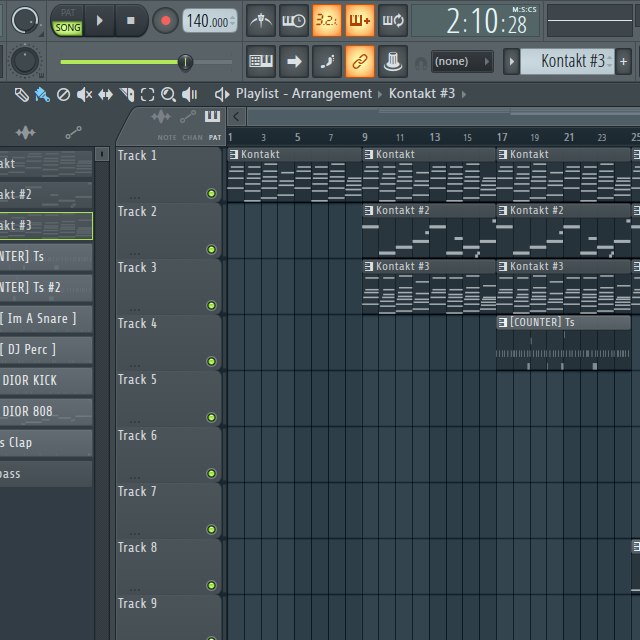 PAT
SONG
140.000
3.2.
2:10:28
M:S:CS
(none)
Kontakt #3
+
Playlist - Arrangement ▸ Kontakt #3 ▸
NOTE CHAN PAT
1 3 5 7 9 11 13 15 17 19 21 23 25
akt
akt #2
akt #3
NTER] Ts
NTER] Ts #2
[ Im A Snare ]
[ DJ Perc ]
DIOR KICK
DIOR 808
s Clap
bass
Track 1
Kontakt
Kontakt
Kontakt
Track 2
Kontakt #2
Kontakt #2
Track 3
Kontakt #3
Kontakt #3
Track 4
[COUNTER] Ts
Track 5
Track 6
Track 7
Track 8
Track 9